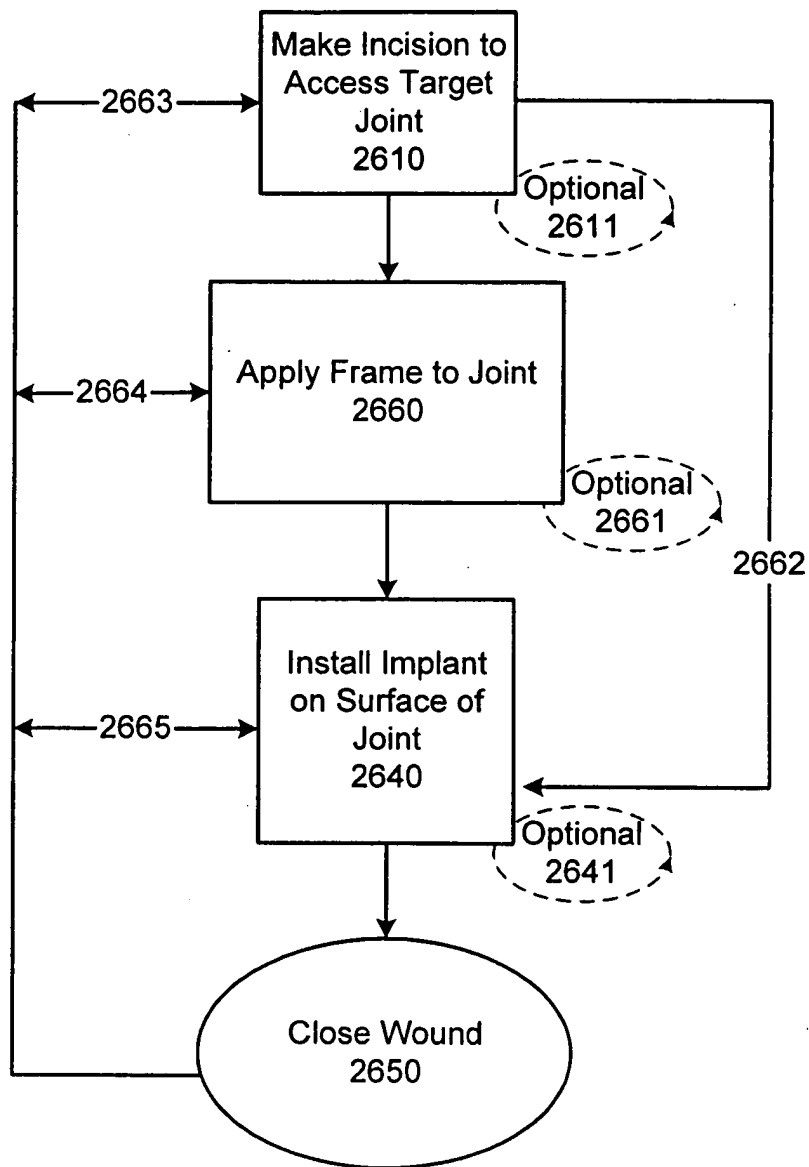 Make Incision to
Access Target
Joint
2610
2663
Optional
2611
Apply Frame to Joint
2660
2664
Optional
2661
2662
Install Implant
on Surface of
Joint
2640
2665
Optional
2641
Close Wound
2650